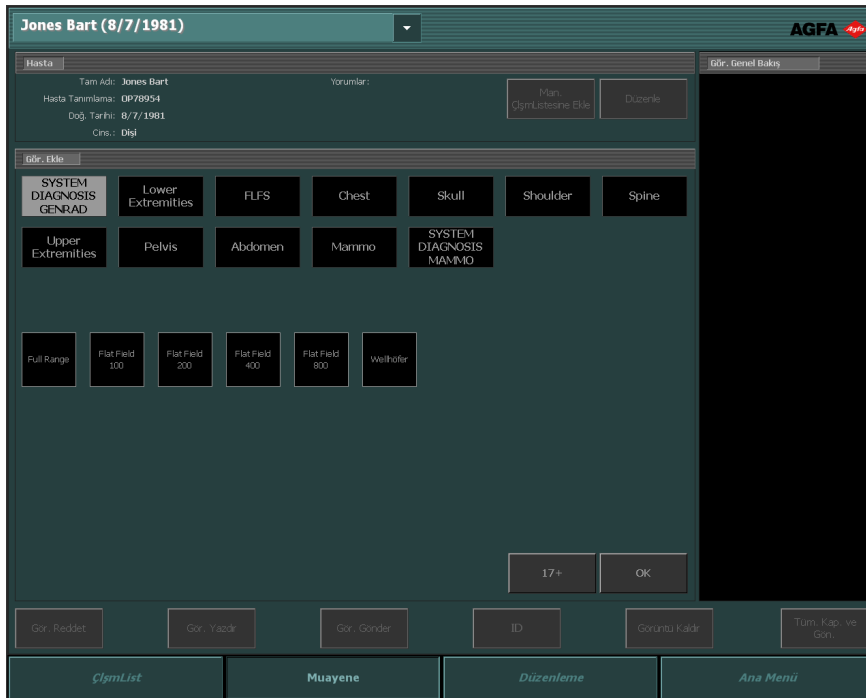 Jones Bart (8/7/1981)
AGFA
Agfa
Hasta
Gör. Genel Bakış
Tam Adı: Jones Bart
Yorumlar:
Hasta Tanımlama: OP78954
Doğ. Tarihi: 8/7/1981
Cins.: Dişi
Man.
ÇlşmListesine Ekle
Düzenle
Gör. Ekle
SYSTEM
DIAGNOSIS
GENRAD
Lower
Extremities
FLFS
Chest
Skull
Shoulder
Spine
Upper
Extremities
Pelvis
Abdomen
Mammo
SYSTEM
DIAGNOSIS
MAMMO
Full Range
Flat Field
100
Flat Field
200
Flat Field
400
Flat Field
800
Wellhöfer
17+
OK
Gör. Reddet
Gör. Yazdır
Gör. Gönder
ID
Görüntü Kaldır
Tüm. Kap. ve
Gön.
ÇlşmList
Muayene
Düzenleme
Ana Menü